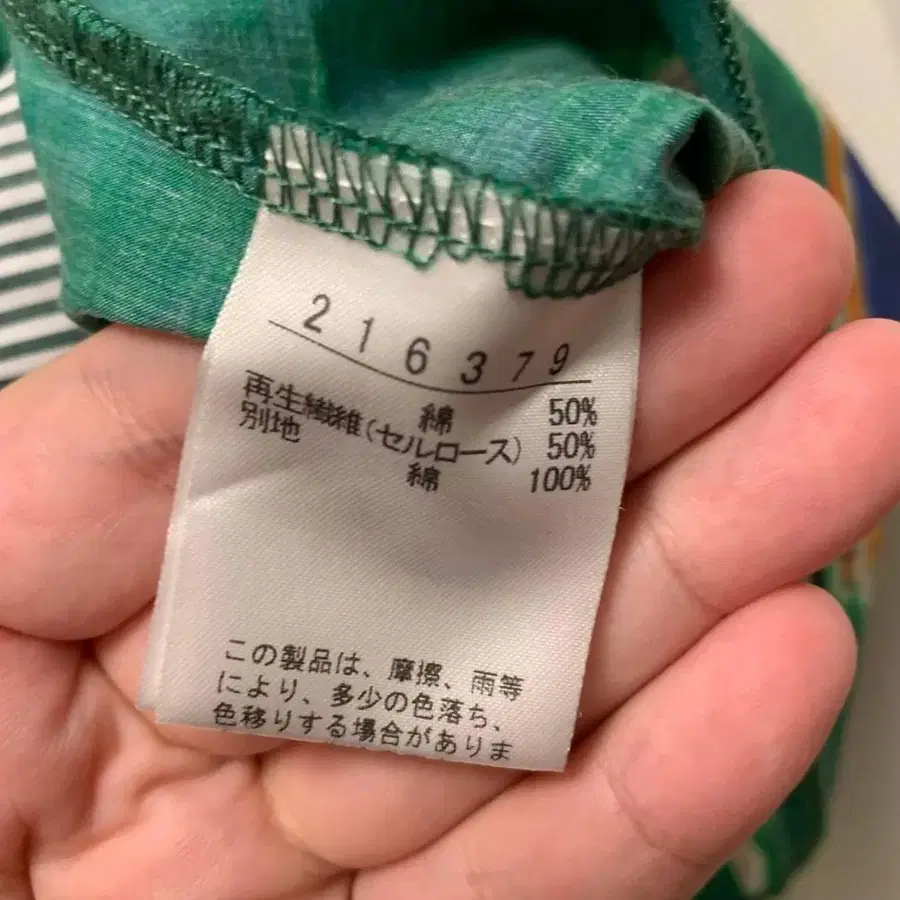 216379
綿 50%
再生繊維(セルロース) 50%
別地
綿 100%
この製品は、摩擦、雨等
により、多少の色落ち、
色移りする場合がありま